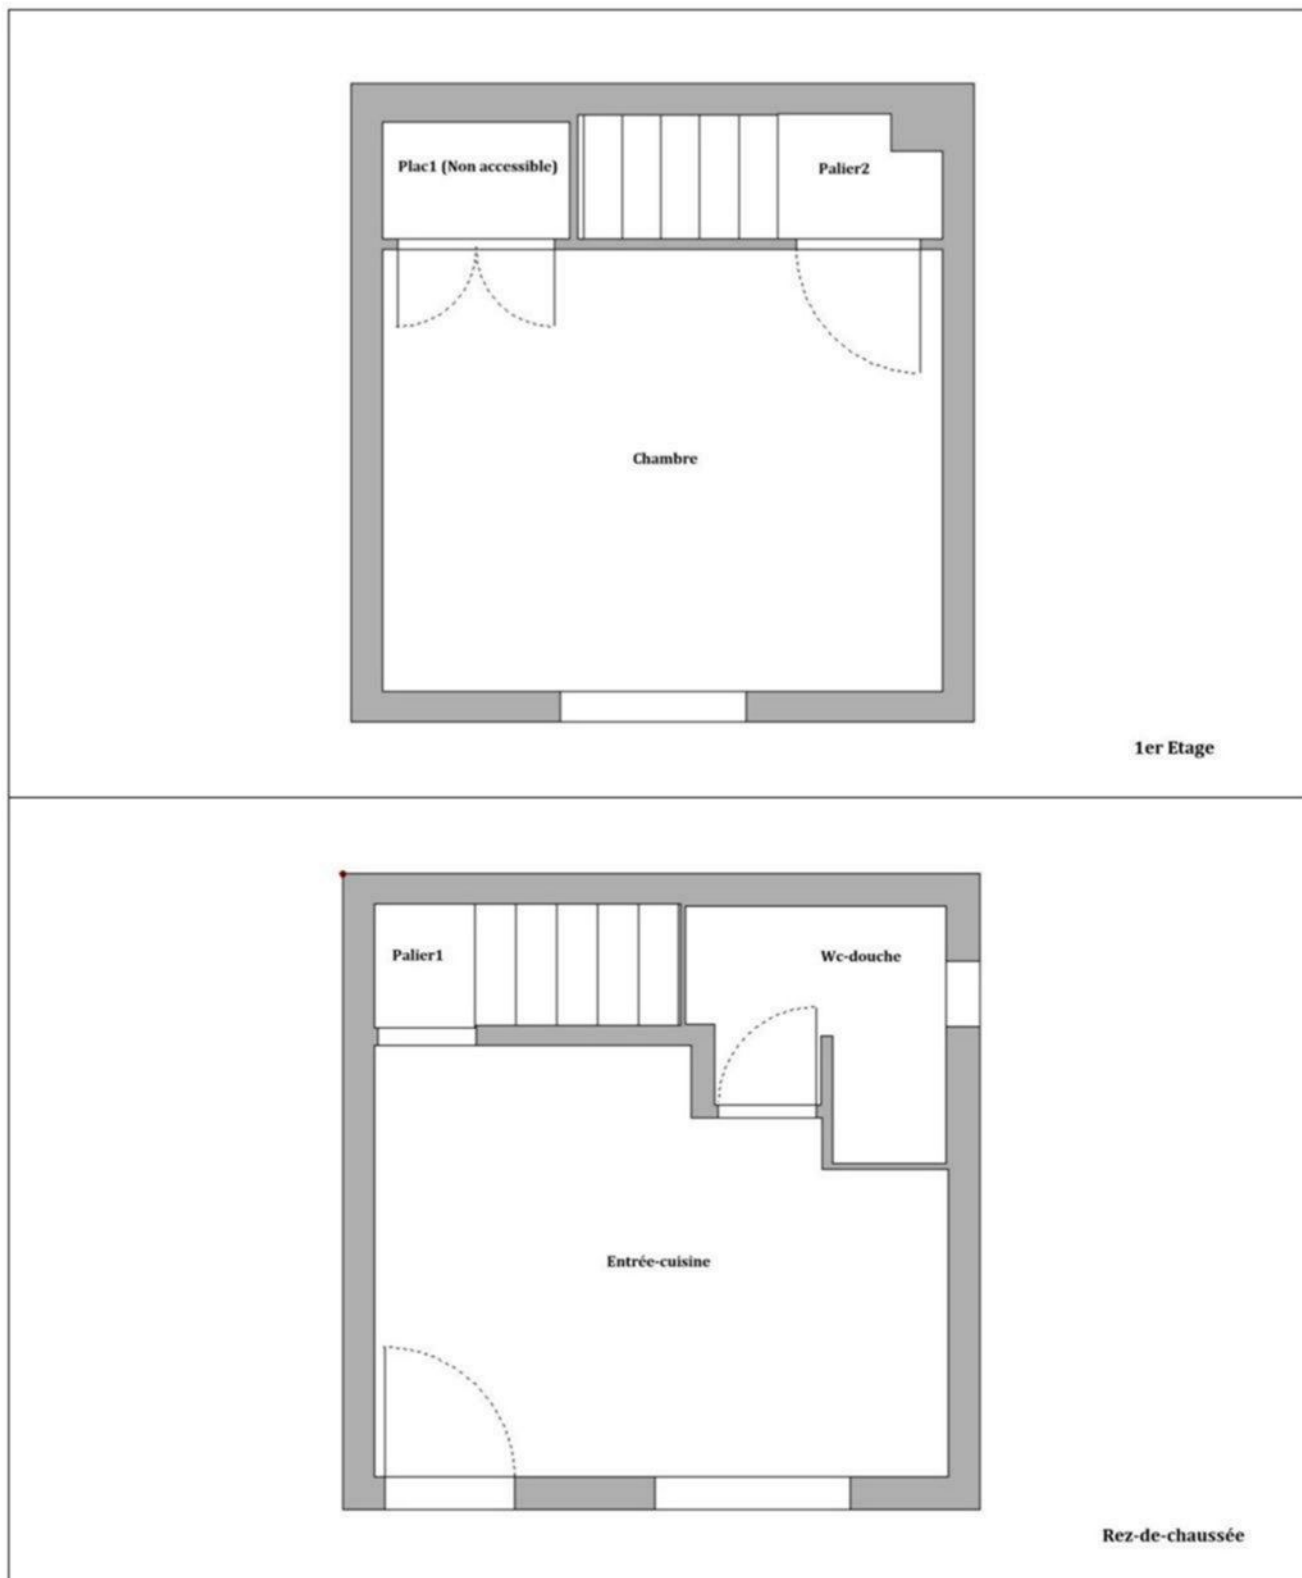 Plac1 (Non accessible)
Palier2
Chambre
1er Etage
Palier1
Wc-douche
Entrée-cuisine
Rez-de-chaussée